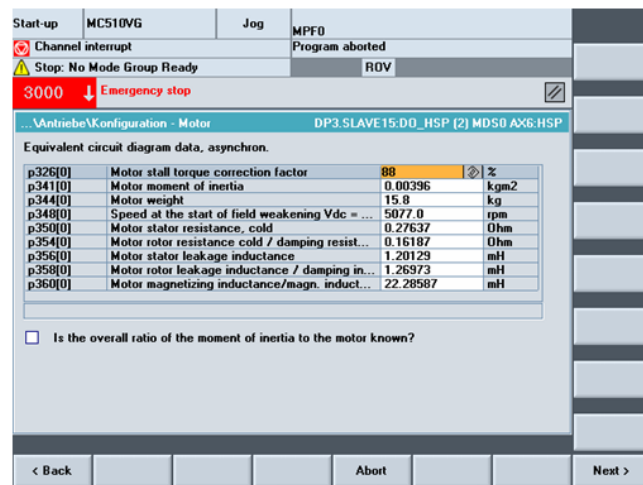 Start-up MC510VG Jog MPF0
Channel interrupt Program aborted
Stop: No Mode Group Ready ROV
3000 Emergency stop
...\Antriebe\Konfiguration - Motor DP3.SLAVE15:DO_HSP (2) MDS0 AX6:HSP
Equivalent circuit diagram data, asynchron.
p326[0] Motor stall torque correction factor 88 %
p341[0] Motor moment of inertia 0.00396 kgm2
p344[0] Motor weight 15.8 kg
p348[0] Speed at the start of field weakening Vdc = ... 5077.0 rpm
p350[0] Motor stator resistance, cold 0.27637 Ohm
p354[0] Motor rotor resistance cold / damping resist... 0.16187 Ohm
p356[0] Motor stator leakage inductance 1.20129 mH
p358[0] Motor rotor leakage inductance / damping in... 1.26973 mH
p360[0] Motor magnetizing inductance/magn. induct... 22.28587 mH
Is the overall ratio of the moment of inertia to the motor known?
< Back Abort Next >